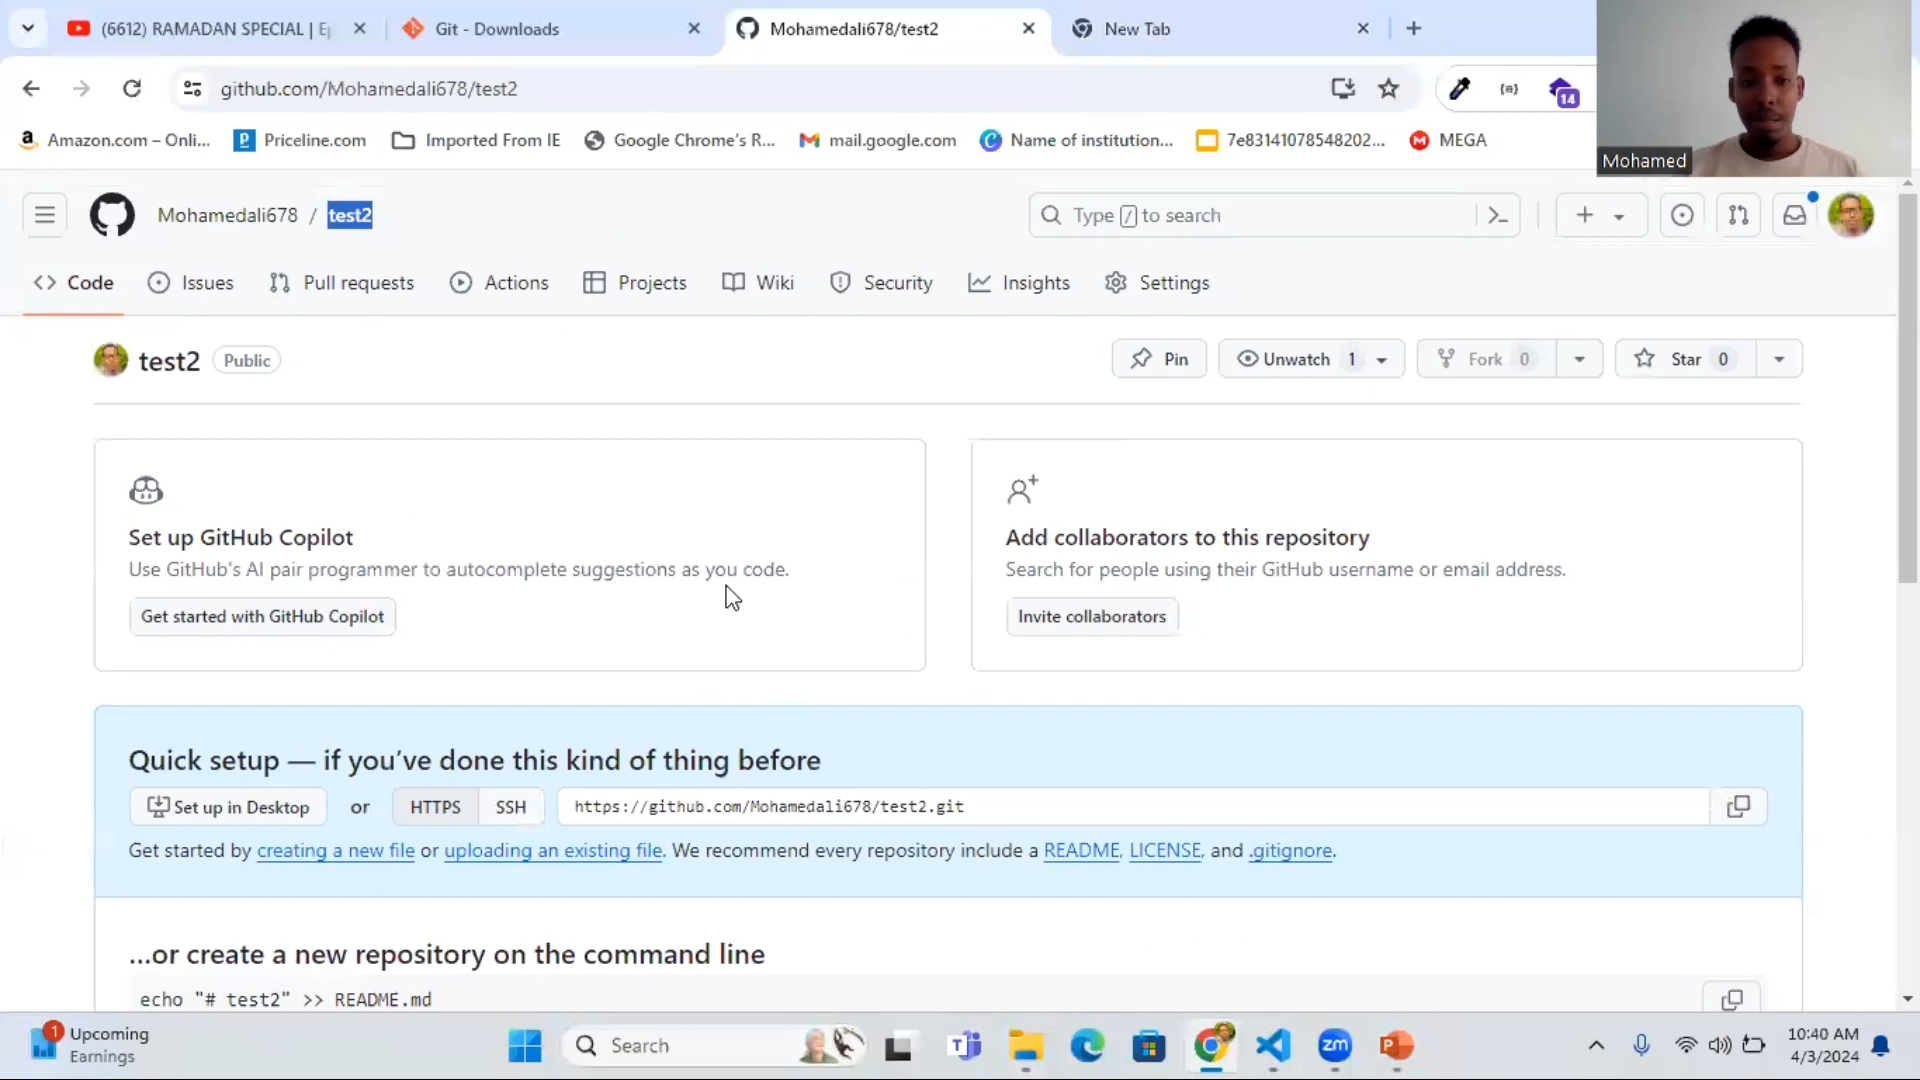 (6612) RAMADAN SPECIAL | Ep
Git - Downloads
Mohamedali678/test2
New Tab
github.com/Mohamedali678/test2
14
Amazon.com – Onli...
Priceline.com
Imported From IE
Google Chrome's R...
mail.google.com
Name of institution...
7e83141078548202...
MEGA
Mohamed
Mohamedali678 / test2
Type / to search
Code
Issues
Pull requests
Actions
Projects
Wiki
Security
Insights
Settings
test2 Public
Pin
Unwatch 1
Fork 0
Star 0
Set up GitHub Copilot
Use GitHub's AI pair programmer to autocomplete suggestions as you code.
Get started with GitHub Copilot
Add collaborators to this repository
Search for people using their GitHub username or email address.
Invite collaborators
Quick setup — if you've done this kind of thing before
Set up in Desktop or HTTPS SSH https://github.com/Mohamedali678/test2.git
Get started by creating a new file or uploading an existing file. We recommend every repository include a README, LICENSE, and .gitignore.
...or create a new repository on the command line
echo "# test2" >> README.md
1
Upcoming
Earnings
Search
zm
10:40 AM
4/3/2024